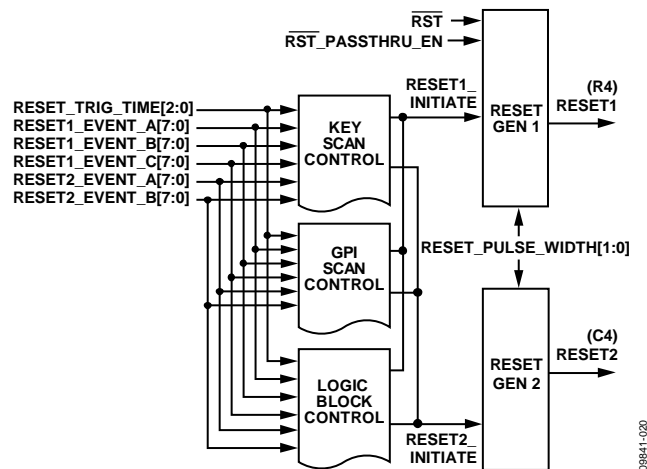 RST
RST_PASSTHRU_EN
RESET_TRIG_TIME[2:0]
RESET1_EVENT_A[7:0]
RESET1_EVENT_B[7:0]
RESET1_EVENT_C[7:0]
RESET2_EVENT_A[7:0]
RESET2_EVENT_B[7:0]
KEY
SCAN
CONTROL
RESET1_
INITIATE
RESET
GEN 1
(R4)
RESET1
GPI
SCAN
CONTROL
RESET_PULSE_WIDTH[1:0]
LOGIC
BLOCK
CONTROL
RESET2_
INITIATE
RESET
GEN 2
(C4)
RESET2
09841-020